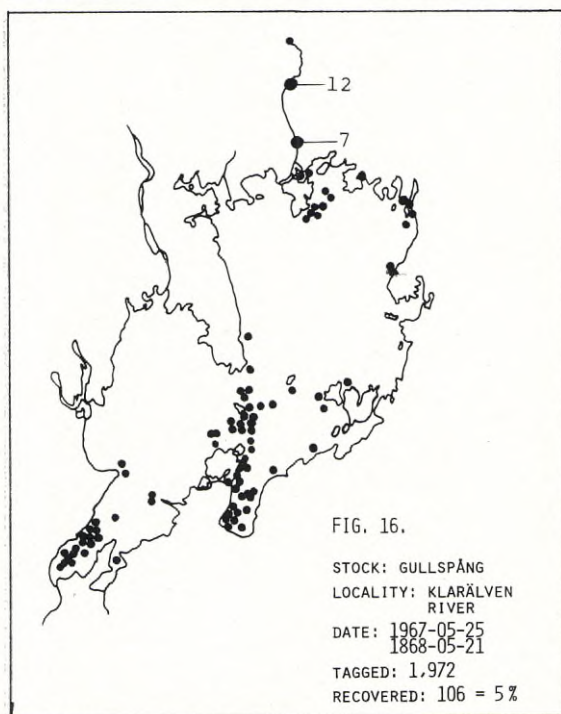 12
7
FIG. 16.
STOCK: GULLSPÅNG
LOCALITY: KLARÄLVEN
RIVER
DATE: 1967-05-25
1868-05-21
TAGGED: 1,972
RECOVERED: 106 = 5%